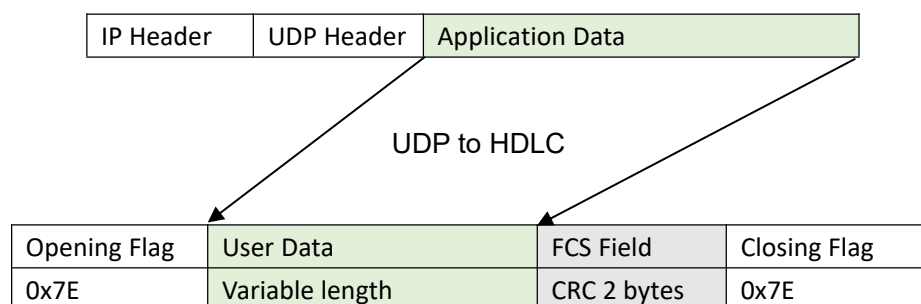 IP Header UDP Header Application Data
UDP to HDLC
Opening Flag User Data FCS Field Closing Flag
0x7E Variable length CRC 2 bytes 0x7E